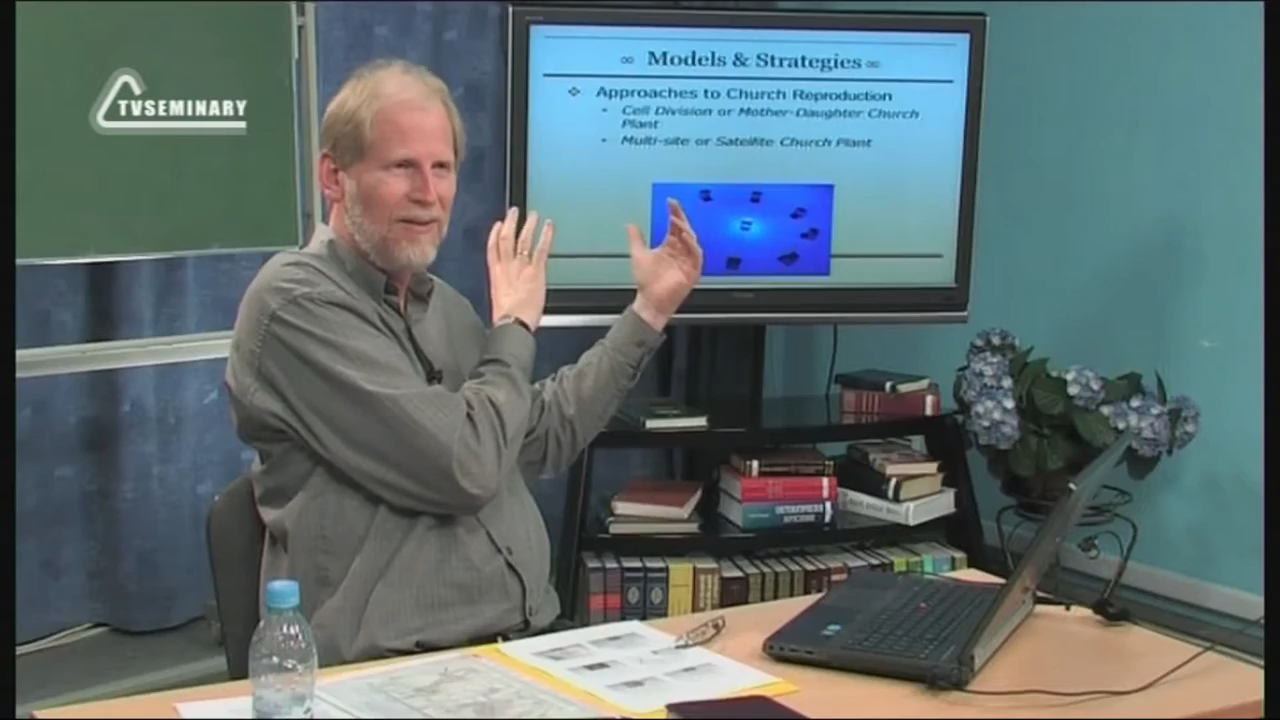 TVSEMINARY
Models & Strategies
Approaches to Church Reproduction
Cell Division or Mother-Daughter Church
Plant
Multi-site or Satellite Church Plant